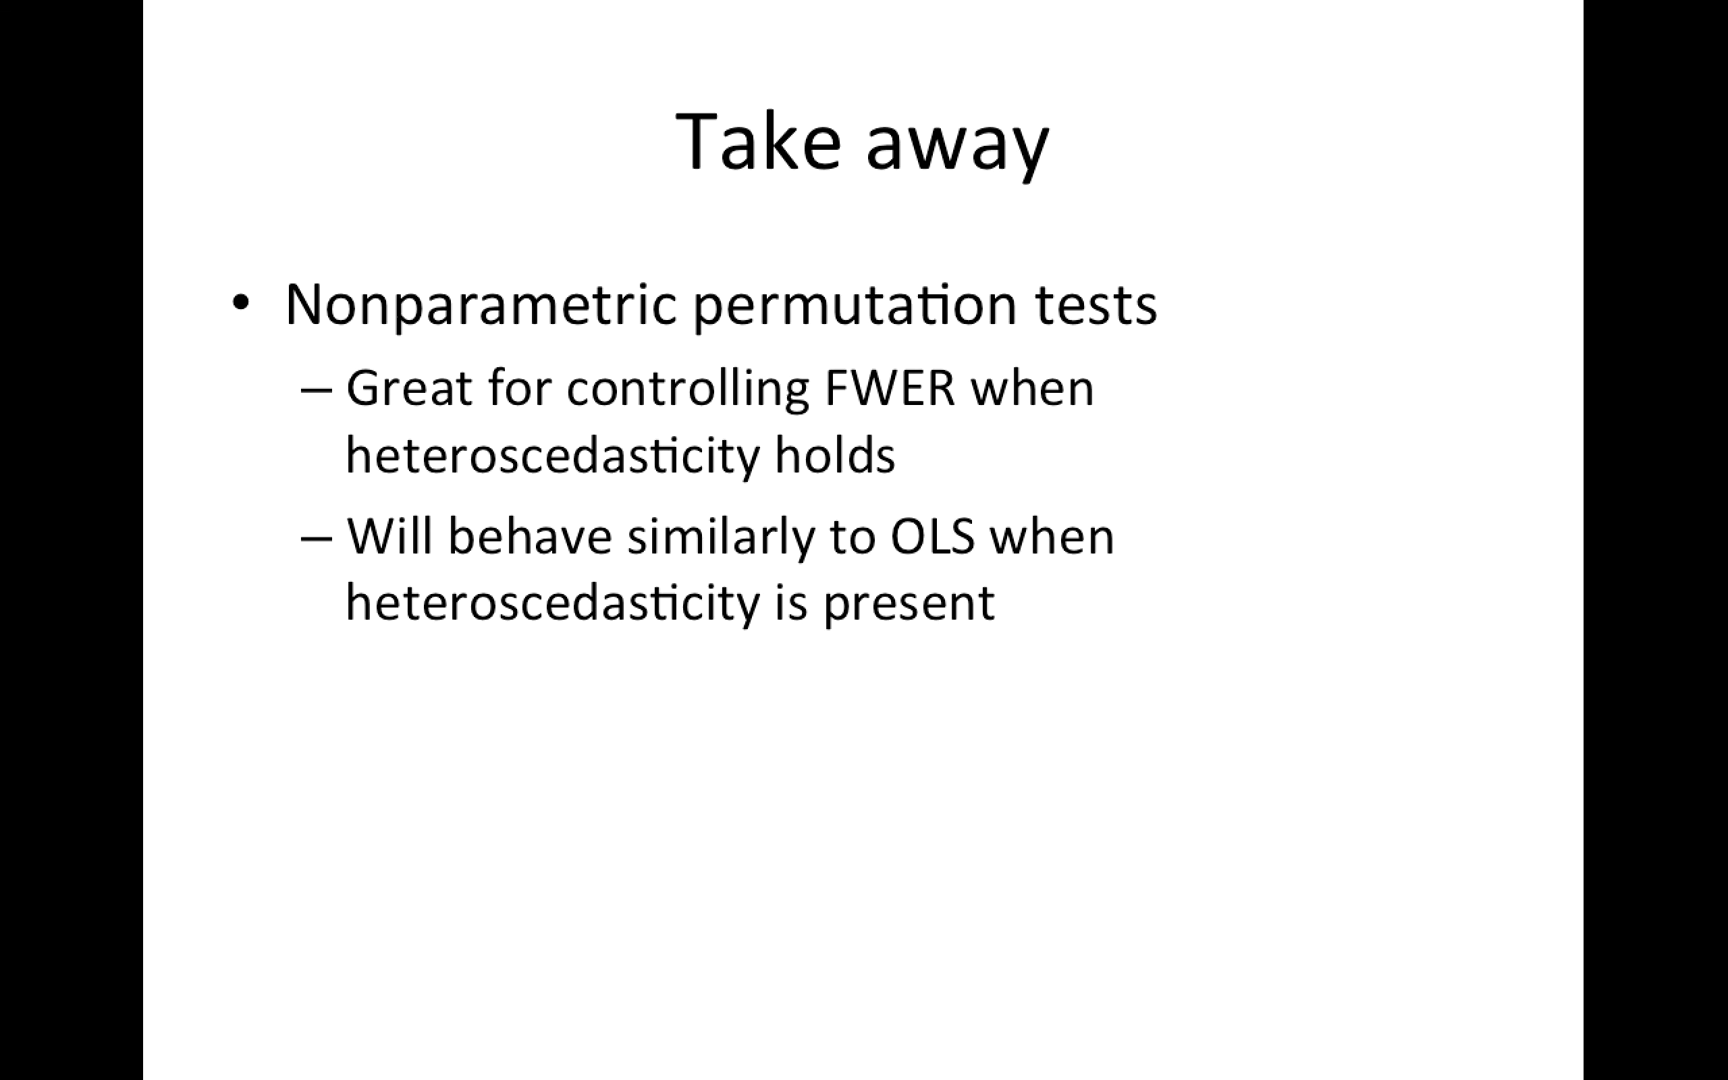 Take away
• Nonparametric permutation tests
– Great for controlling FWER when
heteroscedasticity holds
– Will behave similarly to OLS when
heteroscedasticity is present